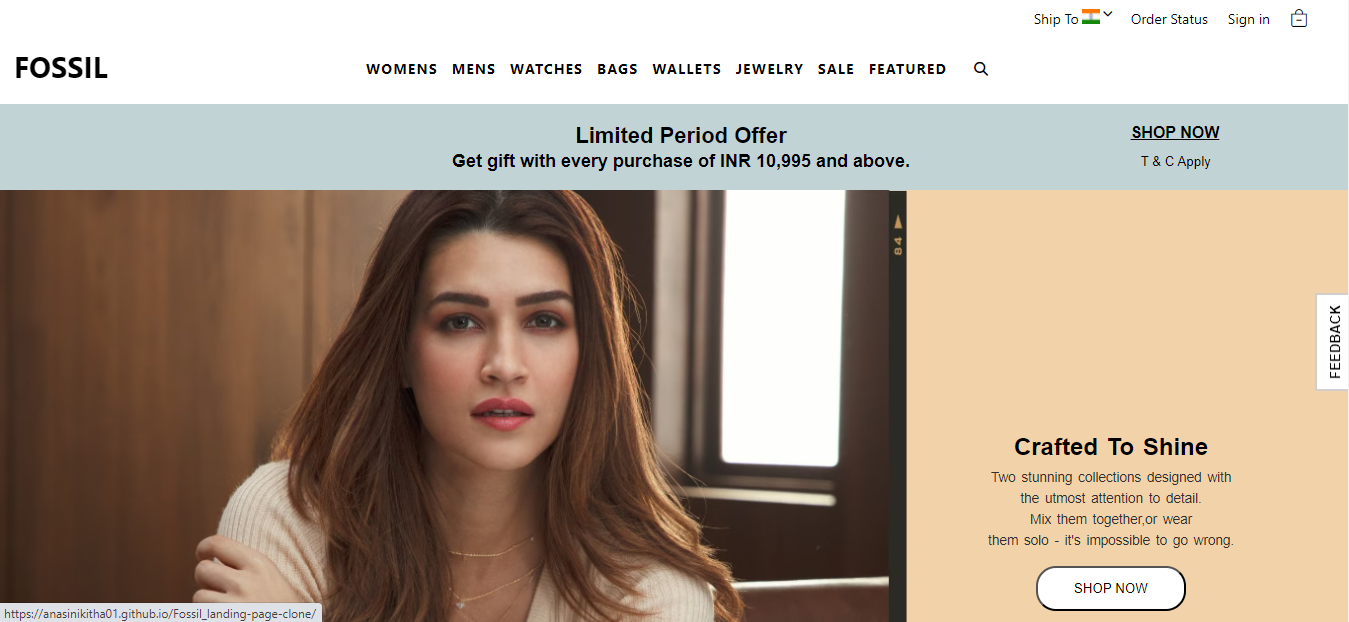 Ship To Order Status Sign in
FOSSIL
WOMENS MENS WATCHES BAGS WALLETS JEWELRY SALE FEATURED
Limited Period Offer
Get gift with every purchase of INR 10,995 and above.
SHOP NOW
T & C Apply
84
FEEDBACK
Crafted To Shine
Two stunning collections designed with
the utmost attention to detail.
Mix them together,or wear
them solo - it's impossible to go wrong.
SHOP NOW
https://anasinikitha01.github.io/Fossil_landing-page-clone/